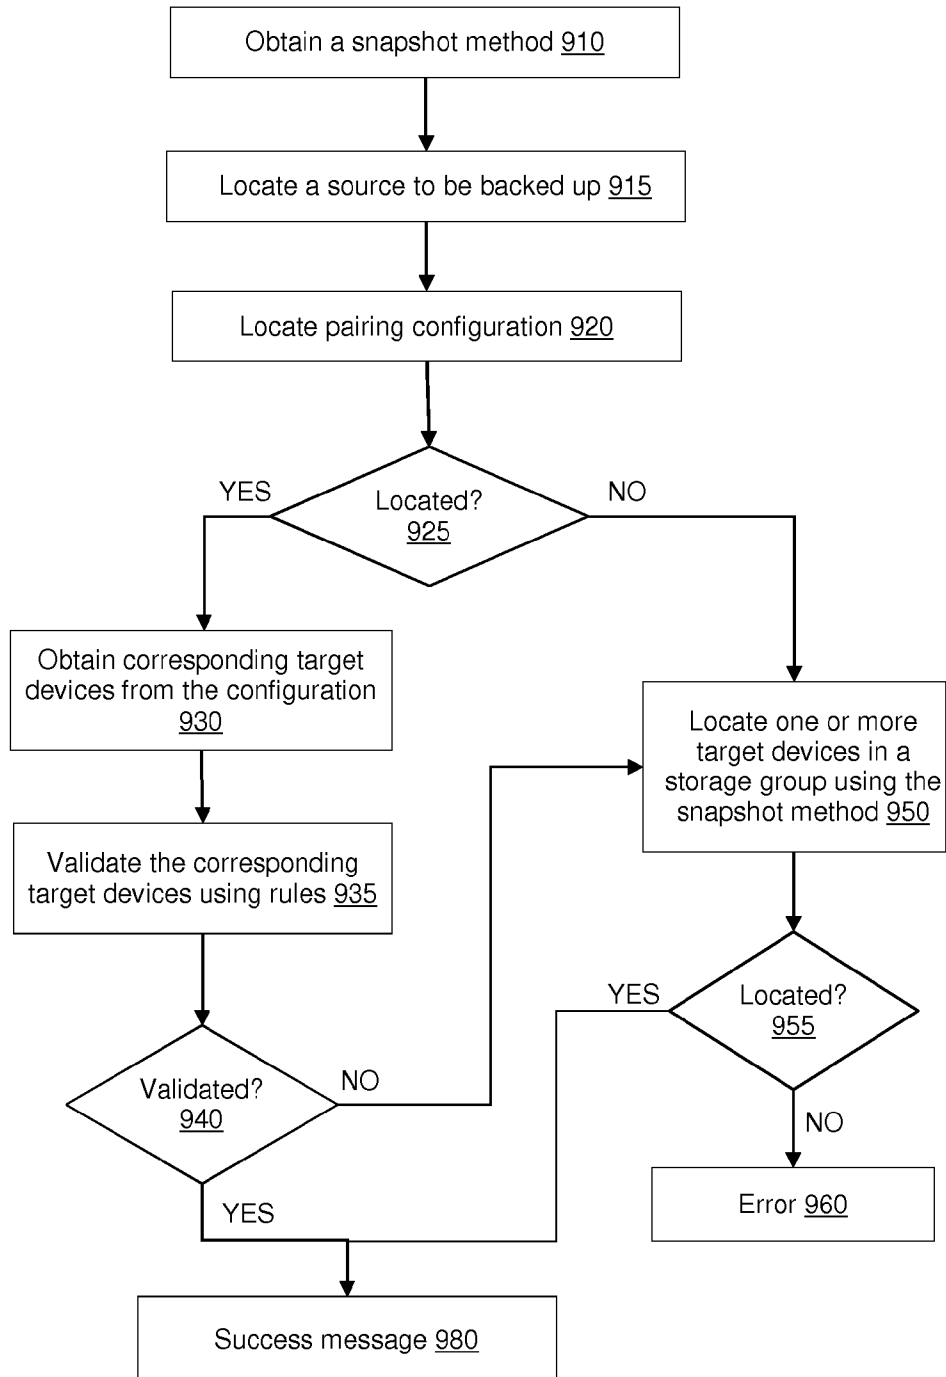 Obtain a snapshot method 910
Locate a source to be backed up 915
Locate pairing configuration 920
YES
NO
Located?
925
Obtain corresponding target
devices from the configuration
930
Locate one or more
target devices in a
storage group using the
snapshot method 950
Validate the corresponding
target devices using rules 935
YES
Located?
955
NO
Validated?
940
NO
YES
Error 960
Success message 980